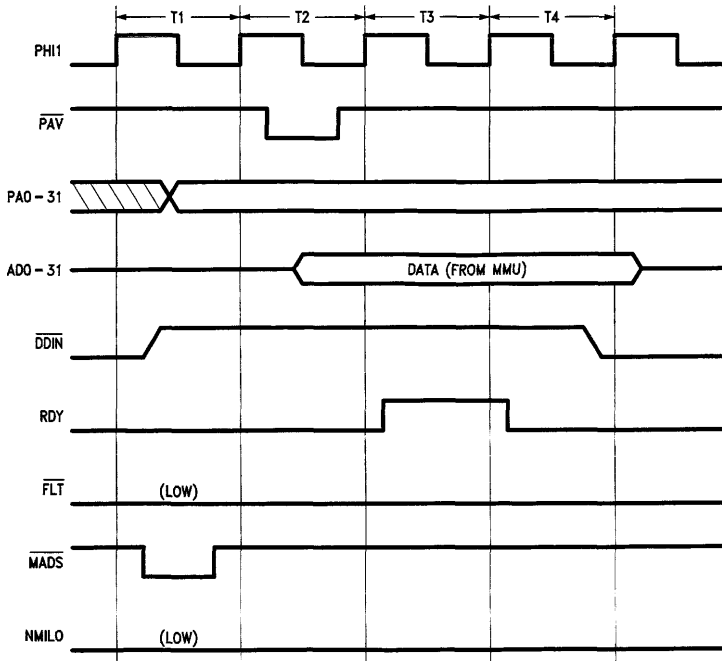 T1 T2 T3 T4
PHI1
PAV
PA0-31
AD0-31 DATA (FROM MMU)
DDIN
RDY
FLT (LOW)
MADS
NMILO (LOW)